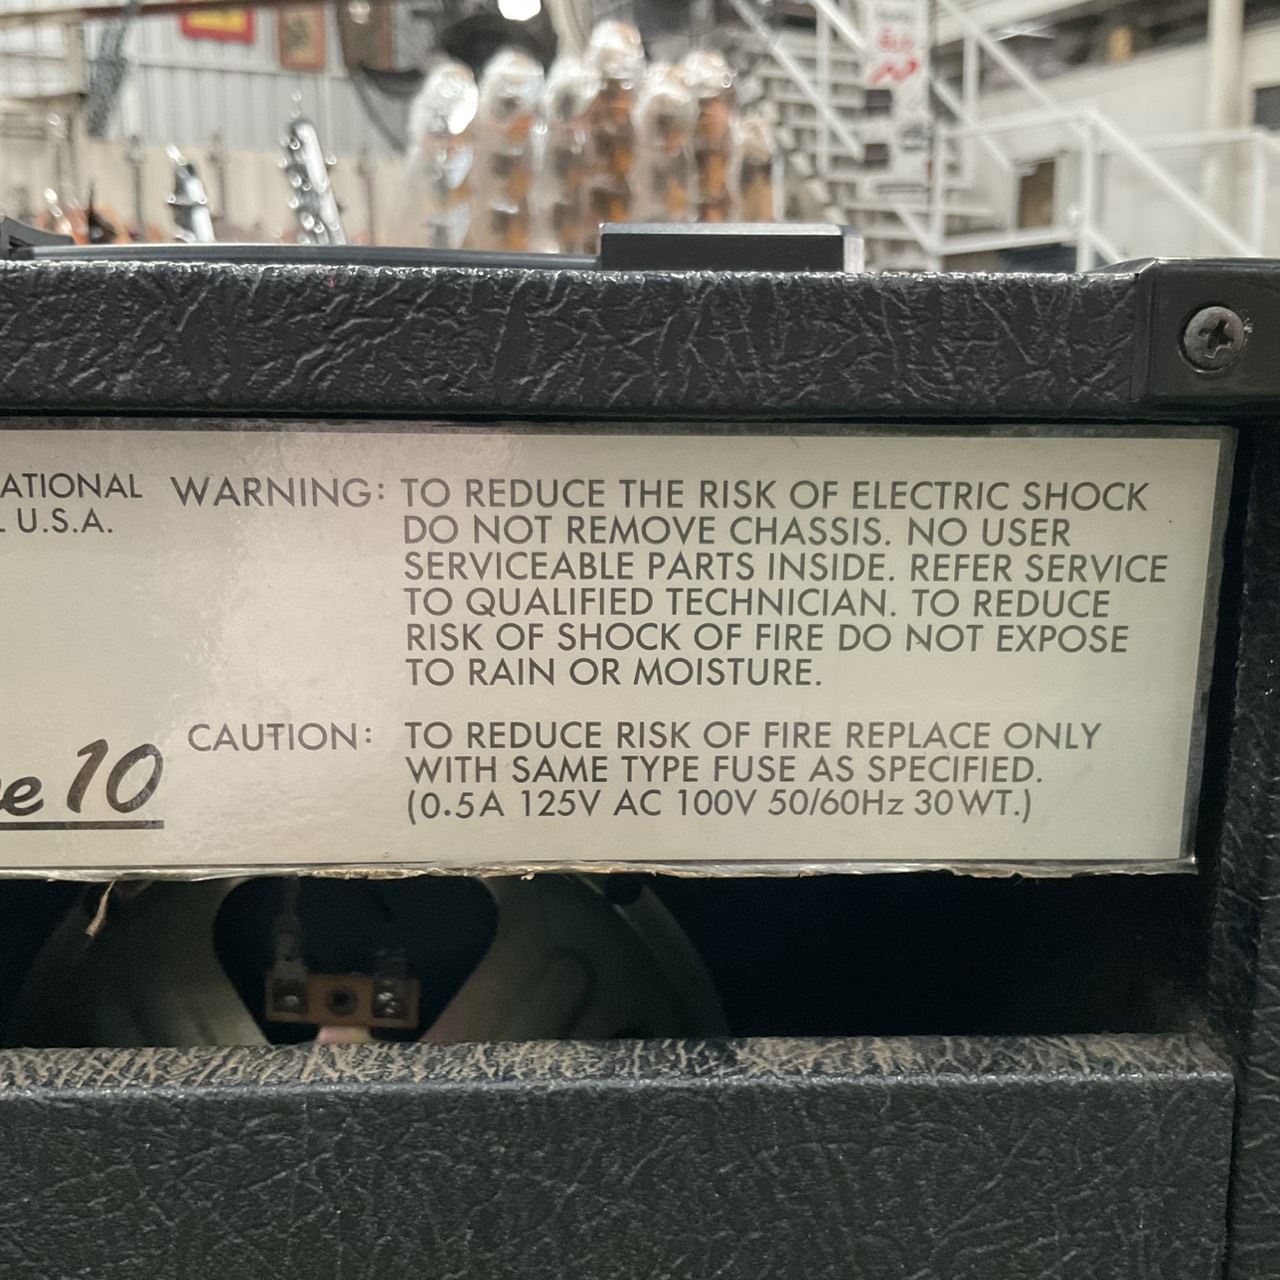 ATIONAL
U.S.A.
WARNING: TO REDUCE THE RISK OF ELECTRIC SHOCK
DO NOT REMOVE CHASSIS. NO USER
SERVICEABLE PARTS INSIDE. REFER SERVICE
TO QUALIFIED TECHNICIAN. TO REDUCE
RISK OF SHOCK OF FIRE DO NOT EXPOSE
TO RAIN OR MOISTURE.
e 10
CAUTION: TO REDUCE RISK OF FIRE REPLACE ONLY
WITH SAME TYPE FUSE AS SPECIFIED.
(0.5A 125V AC 100V 50/60Hz 30WT.)